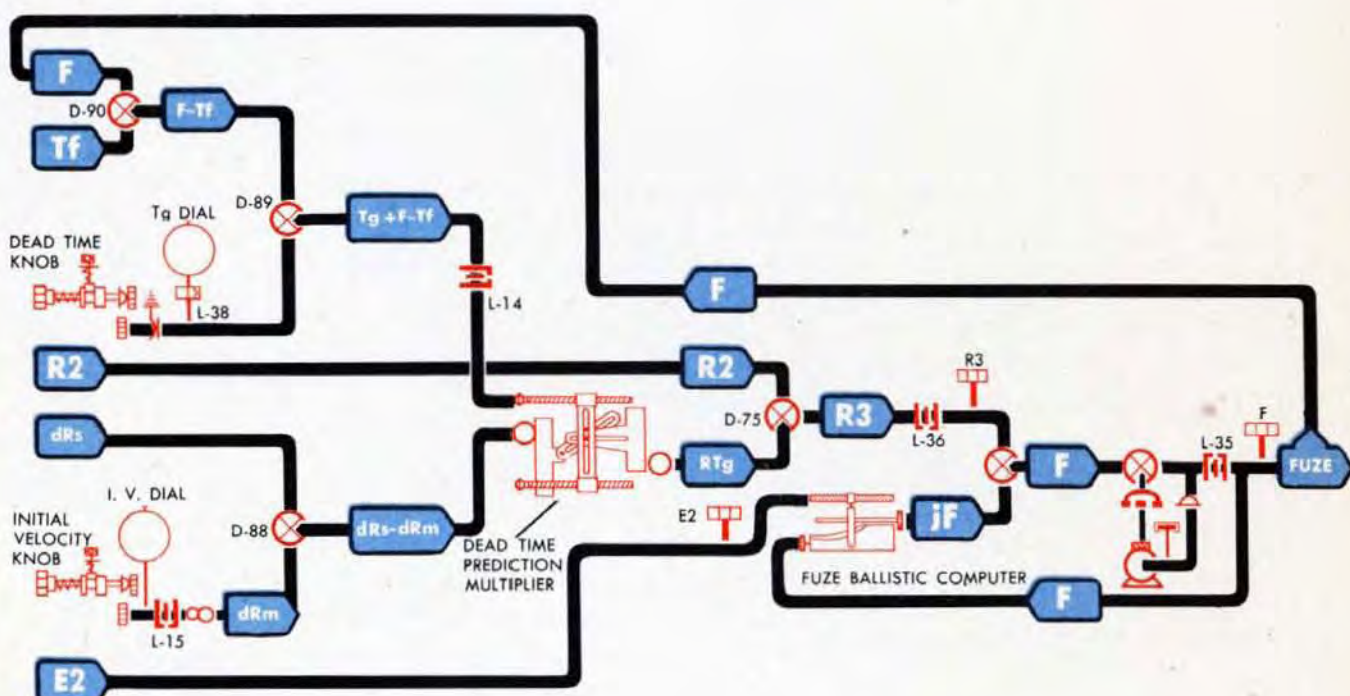 F
D-90
F-Tf
Tf
D-89
Tg +F-Tf
Tg DIAL
DEAD TIME
KNOB
L-38
L-14
F
R2
R2
R3
D-75
R3
L-36
F
dRs
RTg
F
L-35
FUZE
I. V. DIAL
INITIAL
VELOCITY
KNOB
D-88
dRs-dRm
DEAD TIME
PREDICTION
MULTIPLIER
E2
jF
FUZE BALLISTIC COMPUTER
F
L-15
dRm
E2